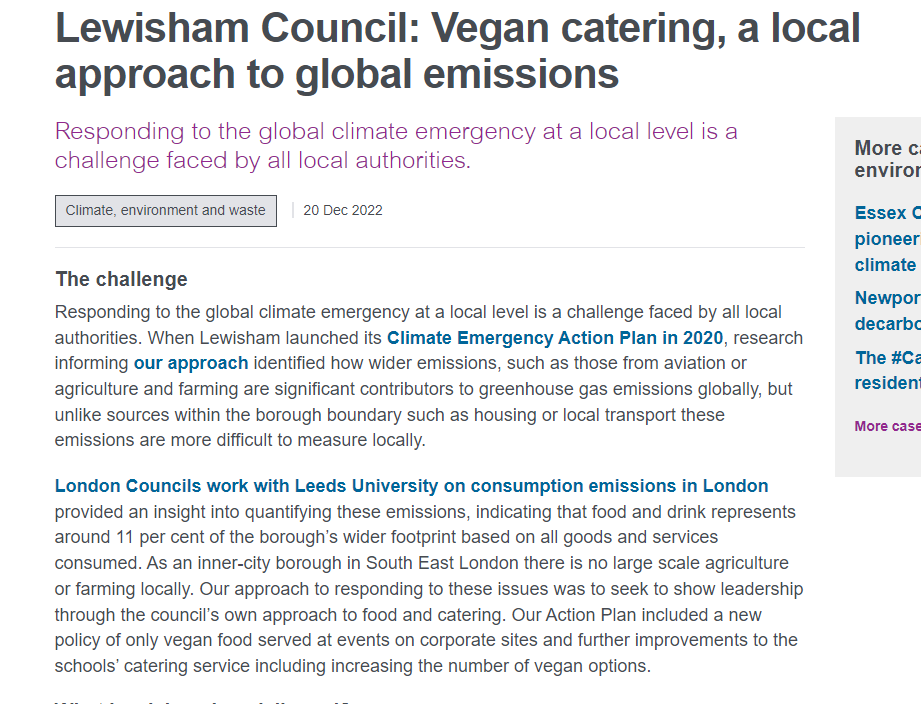 Lewisham Council: Vegan catering, a local
approach to global emissions
Responding to the global climate emergency at a local level is a
challenge faced by all local authorities.
Climate, environment and waste
20 Dec 2022
The challenge
Responding to the global climate emergency at a local level is a challenge faced by all local
authorities. When Lewisham launched its Climate Emergency Action Plan in 2020, research
informing our approach identified how wider emissions, such as those from aviation or
agriculture and farming are significant contributors to greenhouse gas emissions globally, but
unlike sources within the borough boundary such as housing or local transport these
emissions are more difficult to measure locally.
London Councils work with Leeds University on consumption emissions in London
provided an insight into quantifying these emissions, indicating that food and drink represents
around 11 per cent of the borough’s wider footprint based on all goods and services
consumed. As an inner-city borough in South East London there is no large scale agriculture
or farming locally. Our approach to responding to these issues was to seek to show leadership
through the council’s own approach to food and catering. Our Action Plan included a new
policy of only vegan food served at events on corporate sites and further improvements to the
schools’ catering service including increasing the number of vegan options.
More
Essex
climate
The
More